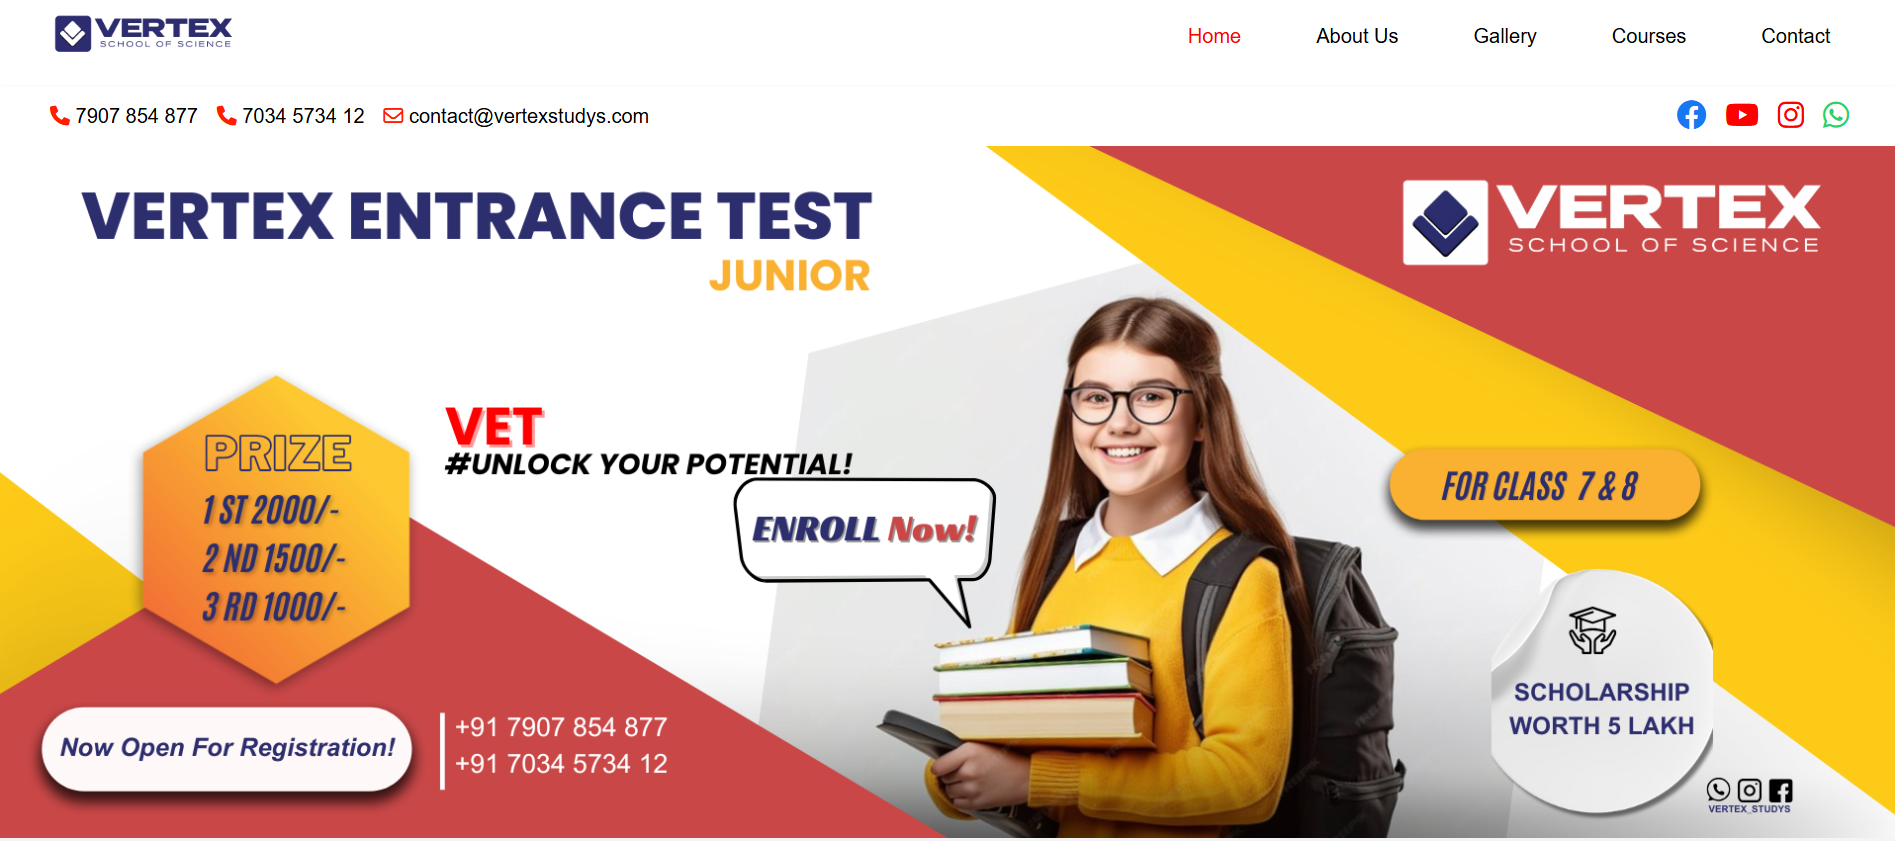 VERTEX
SCHOOL OF SCIENCE
Home About Us Gallery Courses Contact
7907 854 877 7034 5734 12 contact@vertexstudys.com
VERTEX ENTRANCE TEST
JUNIOR
VERTEX
SCHOOL OF SCIENCE
PRIZE
1 ST 2000/-
2 ND 1500/-
3 RD 1000/-
VET
#UNLOCK YOUR POTENTIAL!
ENROLL Now!
FOR CLASS 7 & 8
SCHOLARSHIP
WORTH 5 LAKH
Now Open For Registration!
+91 7907 854 877
+91 7034 5734 12
VERTEX_STUDYS